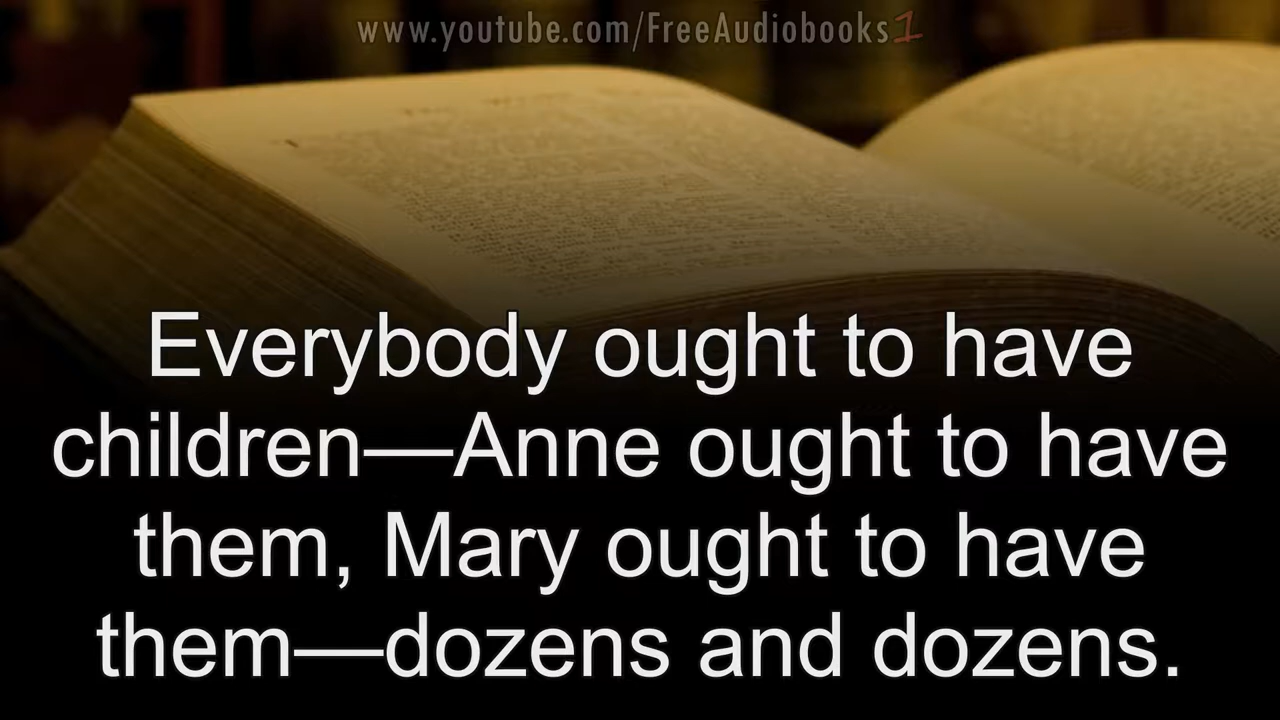 www.youtube.com/FreeAudiobooks1
Everybody ought to have
children—Anne ought to have
them, Mary ought to have
them—dozens and dozens.